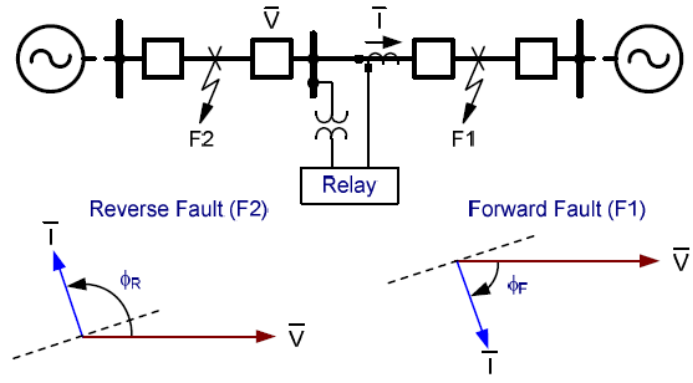 V̅
I̅
F2
F1
Relay
Reverse Fault (F2)
Forward Fault (F1)
I̅
ϕR
V̅
V̅
ϕF
I̅